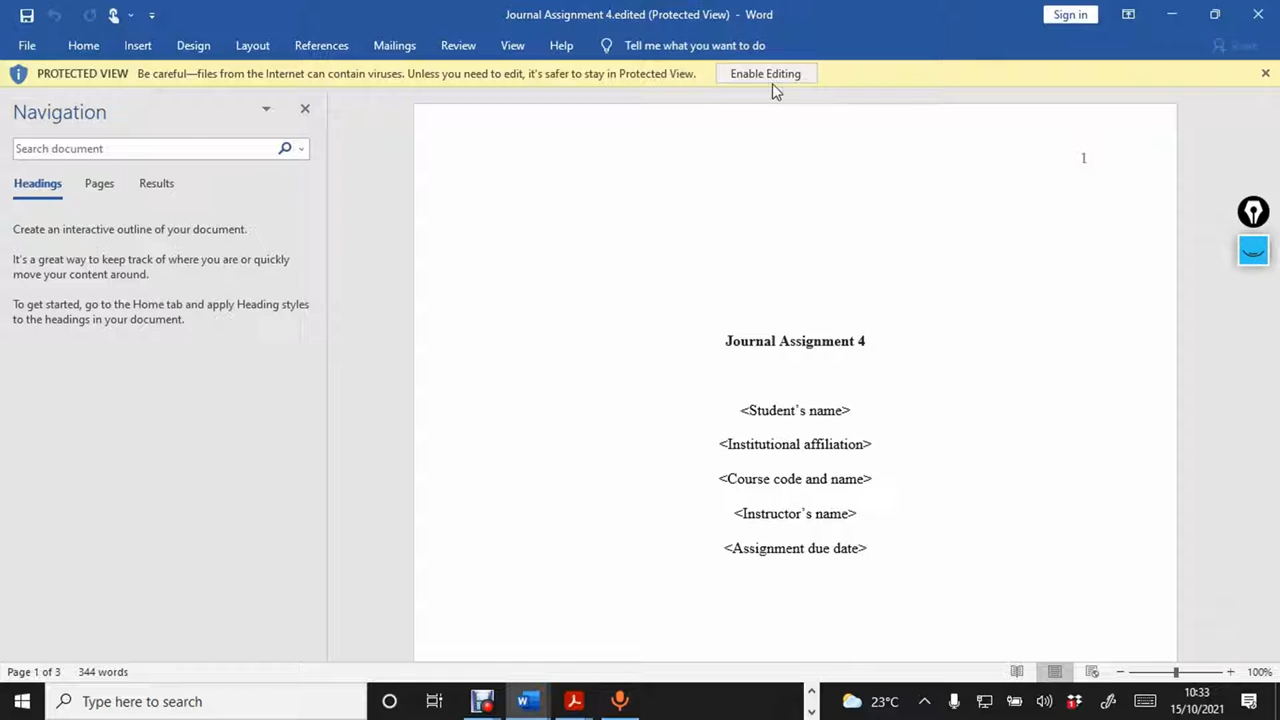 Journal Assignment 4.edited (Protected View) - Word
Sign in
File Home Insert Design Layout References Mailings Review View Help Tell me what you want to do Share
PROTECTED VIEW Be careful—files from the Internet can contain viruses. Unless you need to edit, it's safer to stay in Protected View. Enable Editing
Navigation
Search document
Headings Pages Results
Create an interactive outline of your document.
It's a great way to keep track of where you are or quickly
move your content around.
To get started, go to the Home tab and apply Heading styles
to the headings in your document.
1
Journal Assignment 4
<Student's name>
<Institutional affiliation>
<Course code and name>
<Instructor's name>
<Assignment due date>
Page 1 of 3 344 words 100%
Type here to search
23°C
10:33
15/10/2021